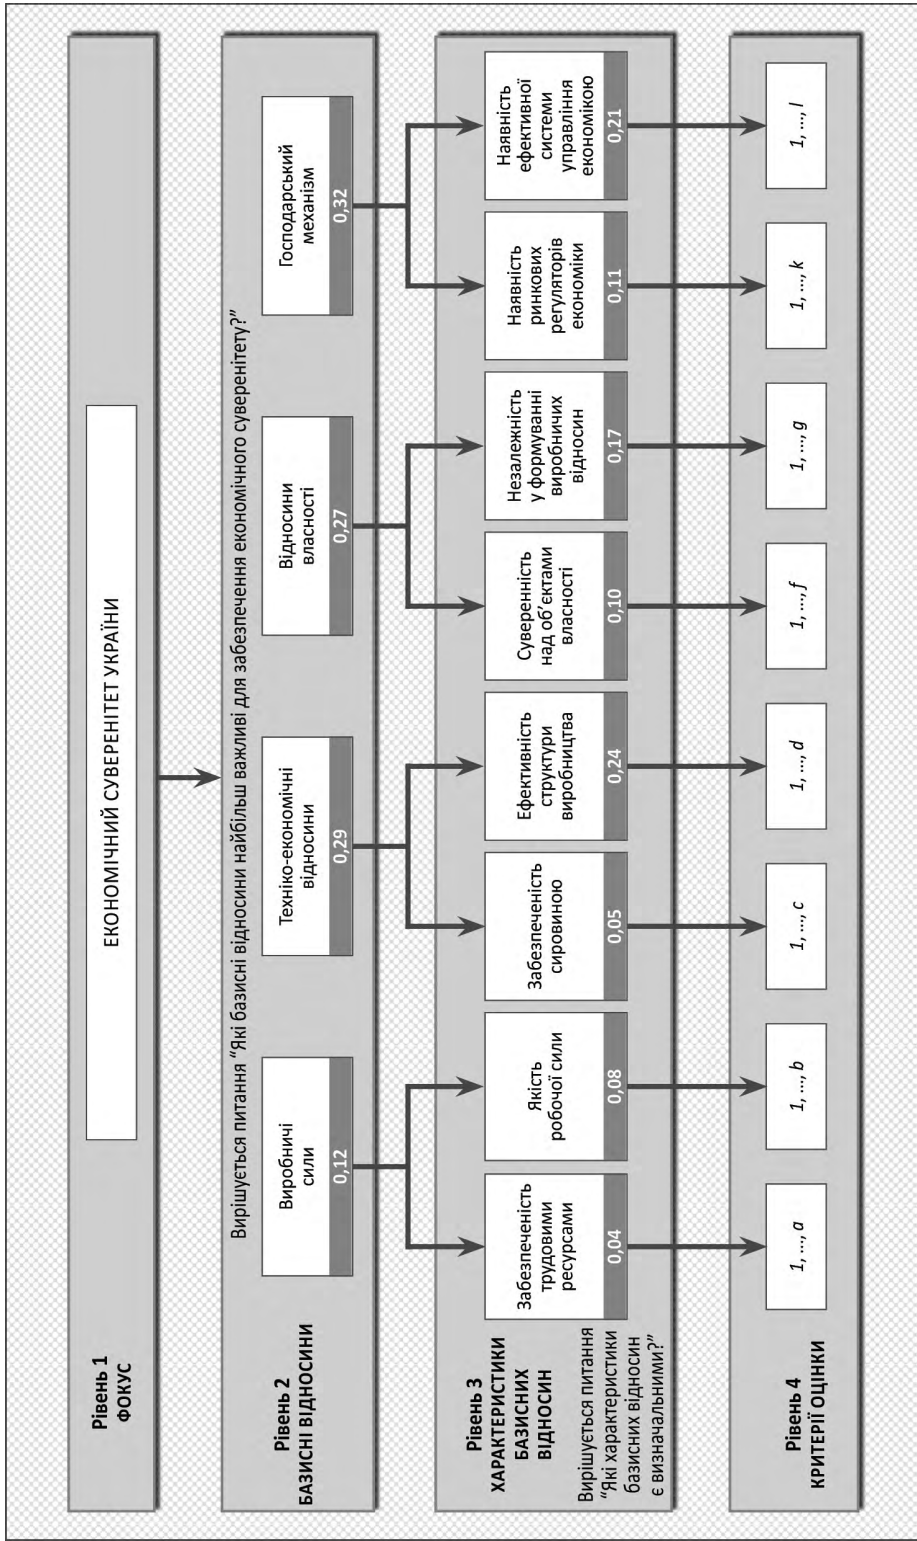 Рівень 1
ФОКУС
ЕКОНОМІЧНИЙ СУВЕРЕНІТЕТ УКРАЇНИ
Вирішується питання “Які базисні відносини найбільш важливі для забезпечення економічного суверенітету?”
Рівень 2
БАЗИСНІ ВІДНОСИНИ
Виробничі
сили
0,12
Техніко-економічні
відносини
0,29
Відносини
власності
0,27
Господарський
механізм
0,32
Рівень 3
ХАРАКТЕРИСТИКИ
БАЗИСНИХ
ВІДНОСИН
Вирішується питання
“Які характеристики
базисних відносин
є визначальними?”
Забезпеченість
трудовими
ресурсами
0,04
Якість
робочої сили
0,08
Забезпеченість
сировиною
0,05
Ефективність
структури
виробництва
0,24
Суверенність
над об’єктами
власності
0,10
Незалежність
у формуванні
виробничих
відносин
0,17
Наявність
ринкових
регуляторів
економіки
0,11
Наявність
ефективної
системи
управління
економікою
0,21
Рівень 4
КРИТЕРІЇ ОЦІНКИ
1, ..., a
1, ..., b
1, ..., c
1, ..., d
1, ..., f
1, ..., g
1, ..., k
1, ..., l